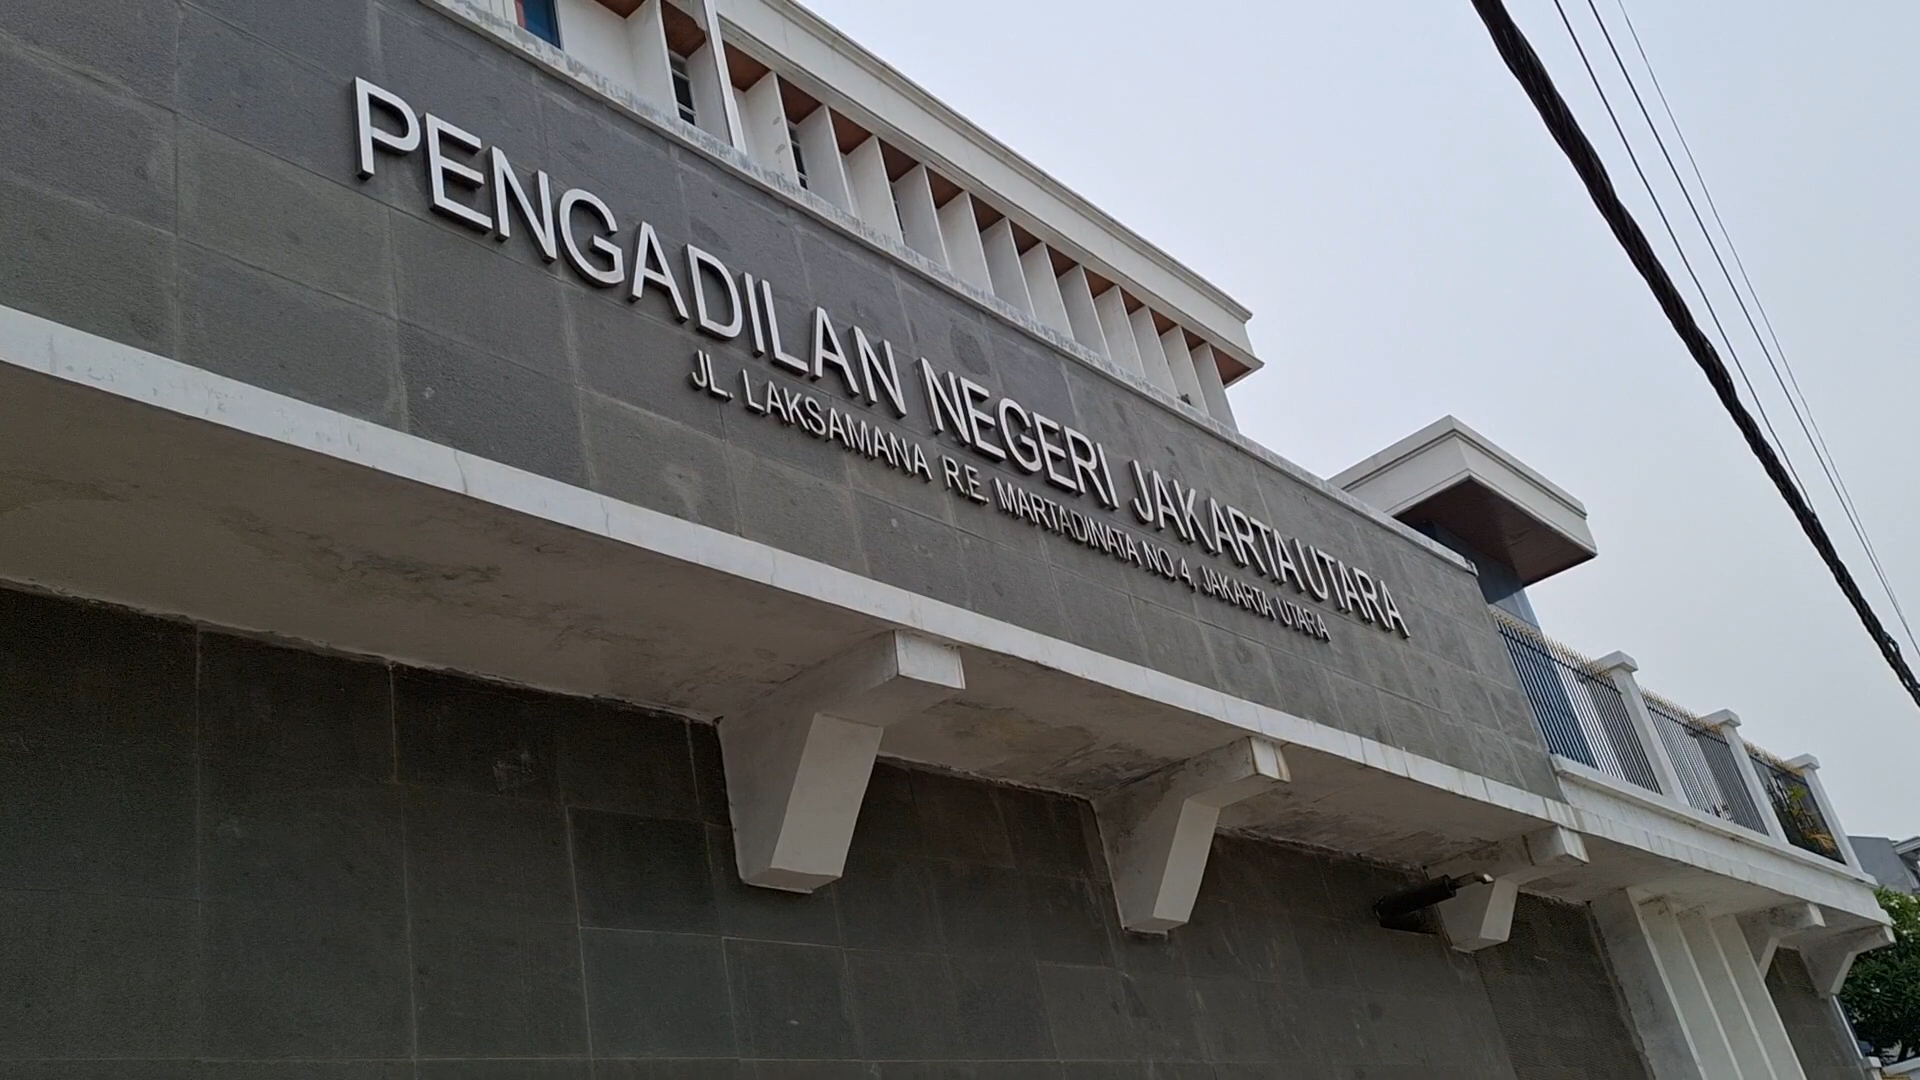 PENGADILAN NEGERI JAKARTA UTARA
JL. LAKSAMANA R.E. MARTADINATA NO 4, JAKARTA UTARA